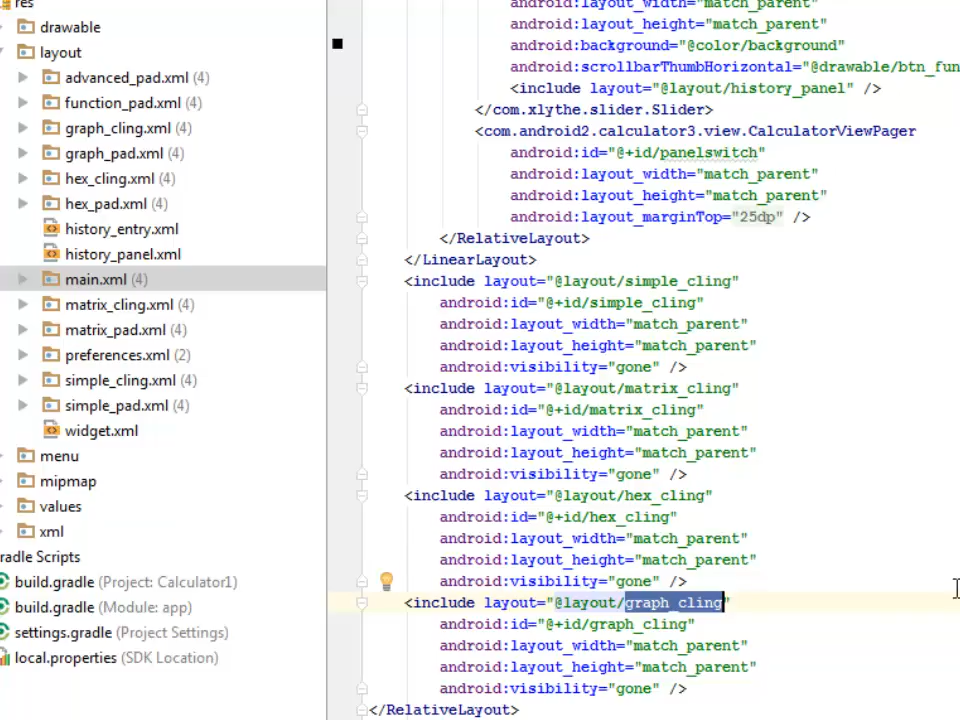 res
drawable
layout
advanced_pad.xml (4)
function_pad.xml (4)
graph_cling.xml (4)
graph_pad.xml (4)
hex_cling.xml (4)
hex_pad.xml (4)
history_entry.xml
history_panel.xml
main.xml (4)
matrix_cling.xml (4)
matrix_pad.xml (4)
preferences.xml (2)
simple_cling.xml (4)
simple_pad.xml (4)
widget.xml
menu
mipmap
values
xml
radle Scripts
build.gradle (Project: Calculator1)
build.gradle (Module: app)
settings.gradle (Project Settings)
local.properties (SDK Location)
android:layout_width="match_parent"
android:layout_height="match_parent"
android:background="@color/background"
android:scrollbarThumbHorizontal="@drawable/btn_fun
<include layout="@layout/history_panel" />
</com.xlythe.slider.Slider>
<com.android2.calculator3.view.CalculatorViewPager
android:id="@+id/panelswitch"
android:layout_width="match_parent"
android:layout_height="match_parent"
android:layout_marginTop="25dp" />
</RelativeLayout>
</LinearLayout>
<include layout="@layout/simple_cling"
android:id="@+id/simple_cling"
android:layout_width="match_parent"
android:layout_height="match_parent"
android:visibility="gone" />
<include layout="@layout/matrix_cling"
android:id="@+id/matrix_cling"
android:layout_width="match_parent"
android:layout_height="match_parent"
android:visibility="gone" />
<include layout="@layout/hex_cling"
android:id="@+id/hex_cling"
android:layout_width="match_parent"
android:layout_height="match_parent"
android:visibility="gone" />
<include layout="@layout/graph_cling"
android:id="@+id/graph_cling"
android:layout_width="match_parent"
android:layout_height="match_parent"
android:visibility="gone" />
</RelativeLayout>